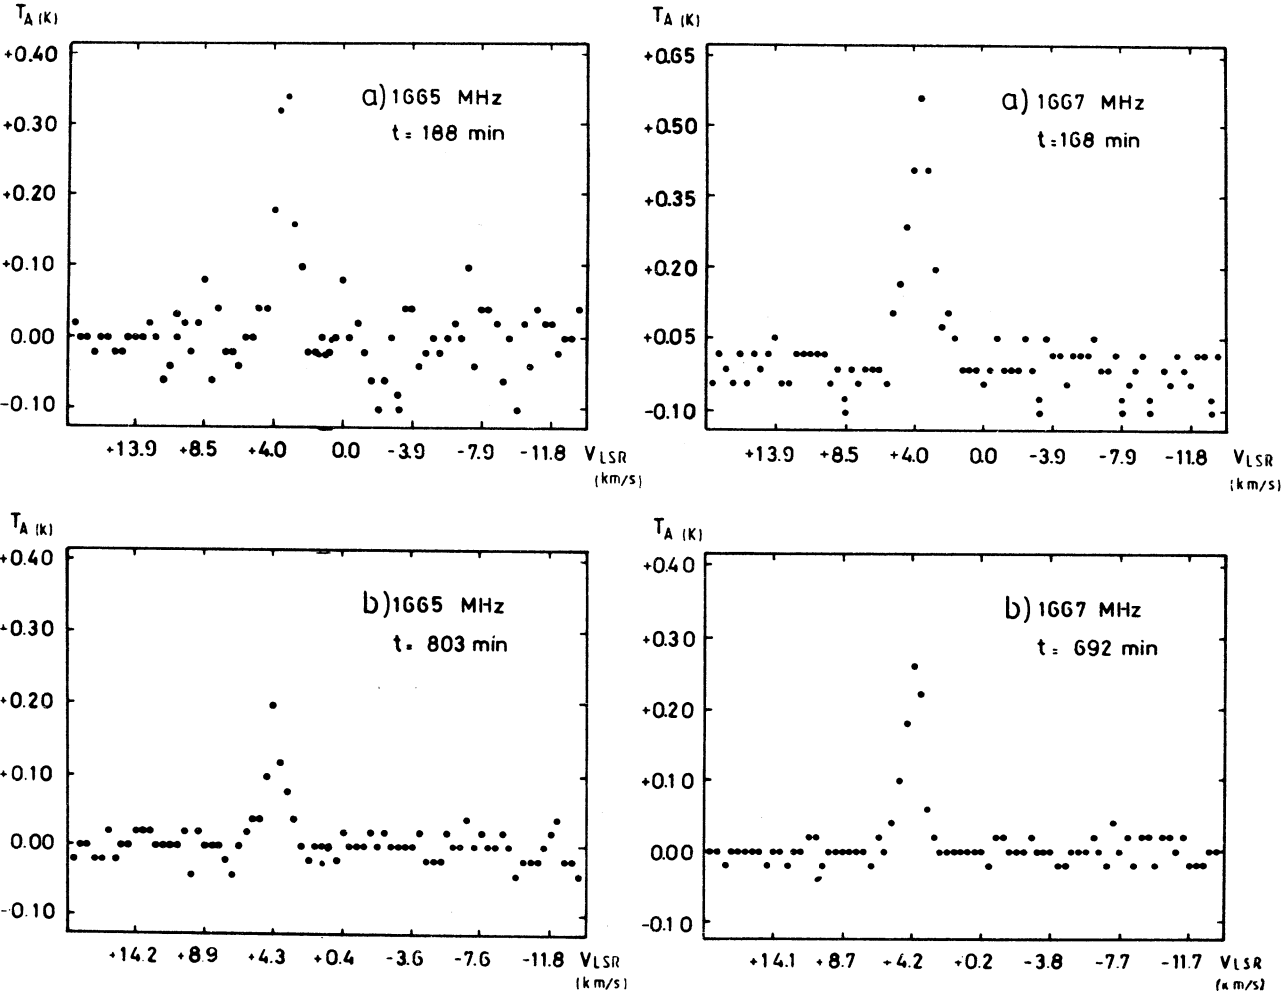 TA (K)
+0.40
+0.30
+0.20
+0.10
0.00
-0.10
a) 1665 MHz
t= 188 min
+13.9 +8.5 +4.0 0.0 -3.9 -7.9 -11.8 VLSR
(km/s)
TA (K)
+0.65
+0.50
+0.35
+0.20
+0.05
-0.10
a) 1667 MHz
t=168 min
+13.9 +8.5 +4.0 0.0 -3.9 -7.9 -11.8 VLSR
(km/s)
TA (K)
+0.40
+0.30
+0.20
+0.10
0.00
-0.10
b) 1665 MHz
t= 803 min
+14.2 +8.9 +4.3 +0.4 -3.6 -7.6 -11.8 VLSR
(km/s)
TA (K)
+0.40
+0.30
+0.20
+0.10
0.00
-0.10
b) 1667 MHz
t= 692 min
+14.1 +8.7 +4.2 +0.2 -3.8 -7.7 -11.7 VLSR
(km/s)